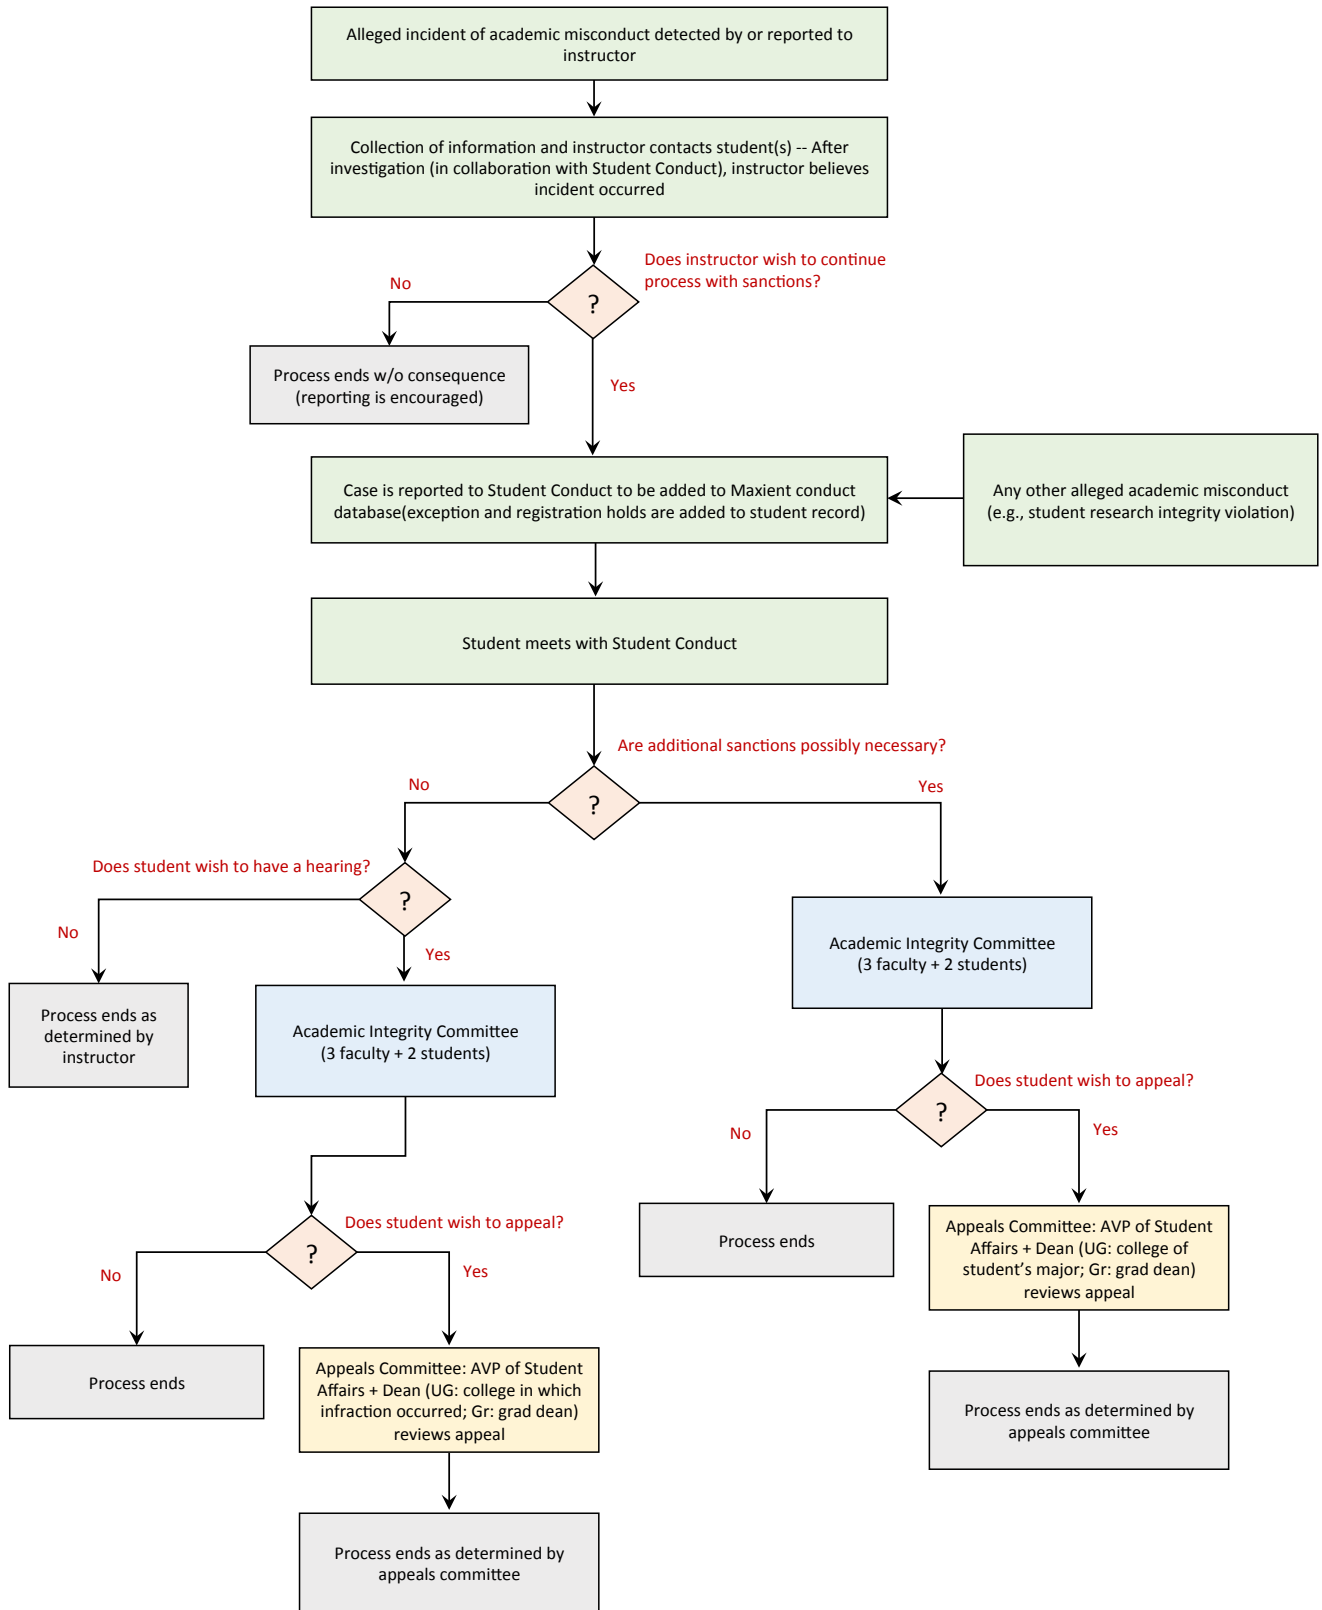 Alleged incident of academic misconduct detected by or reported to
instructor
Collection of information and instructor contacts student(s) -- After
investigation (in collaboration with Student Conduct), instructor believes
incident occurred
Does instructor wish to continue
process with sanctions?
No
?
Process ends w/o consequence
(reporting is encouraged)
Yes
Case is reported to Student Conduct to be added to Maxient conduct
database(exception and registration holds are added to student record)
Any other alleged academic misconduct
(e.g., student research integrity violation)
Student meets with Student Conduct
Are additional sanctions possibly necessary?
No
?
Yes
Does student wish to have a hearing?
?
No
Yes
Process ends as
determined by
instructor
Academic Integrity Committee
(3 faculty + 2 students)
Academic Integrity Committee
(3 faculty + 2 students)
Does student wish to appeal?
?
No
Yes
Process ends
Appeals Committee: AVP of Student
Affairs + Dean (UG: college of
student’s major; Gr: grad dean)
reviews appeal
Process ends as determined by
appeals committee
Does student wish to appeal?
?
No
Yes
Process ends
Appeals Committee: AVP of Student
Affairs + Dean (UG: college in which
infraction occurred; Gr: grad dean)
reviews appeal
Process ends as determined by
appeals committee